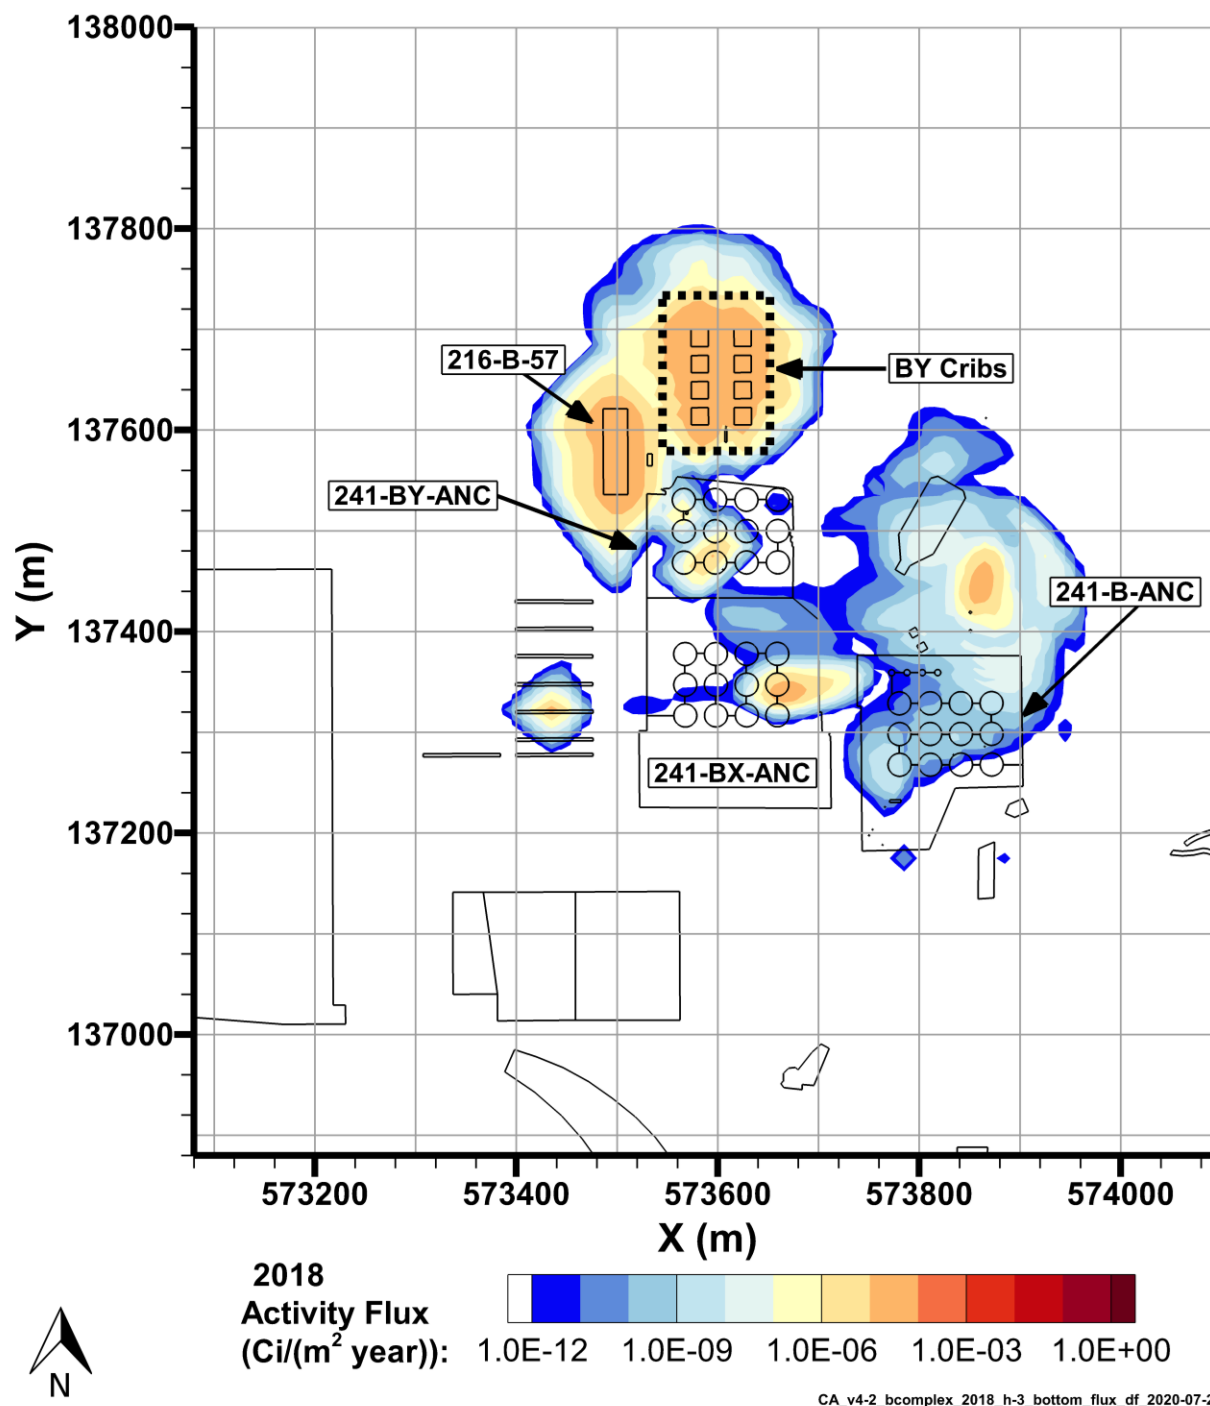 138000
137800
216-B-57
BY Cribs
137600
241-BY-ANC
Y (m)
241-B-ANC
137400
241-BX-ANC
137200
137000
573200 573400 573600 573800 574000
X (m)
2018
Activity Flux
(Ci/(m² year)):
1.0E-12 1.0E-09 1.0E-06 1.0E-03 1.0E+00
N
CA_v4-2_bcomplex_2018_h-3_bottom_flux_df_2020-07-2